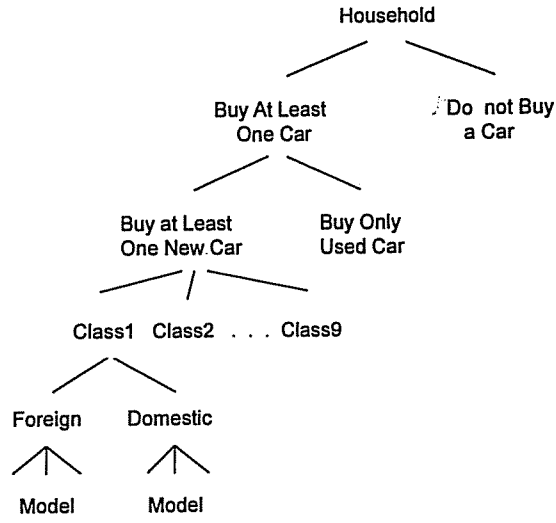 Household
Buy At Least
One Car
Do not Buy
a Car
Buy at Least
One New Car
Buy Only
Used Car
Class1 Class2 . . . Class9
Foreign Domestic
Model Model